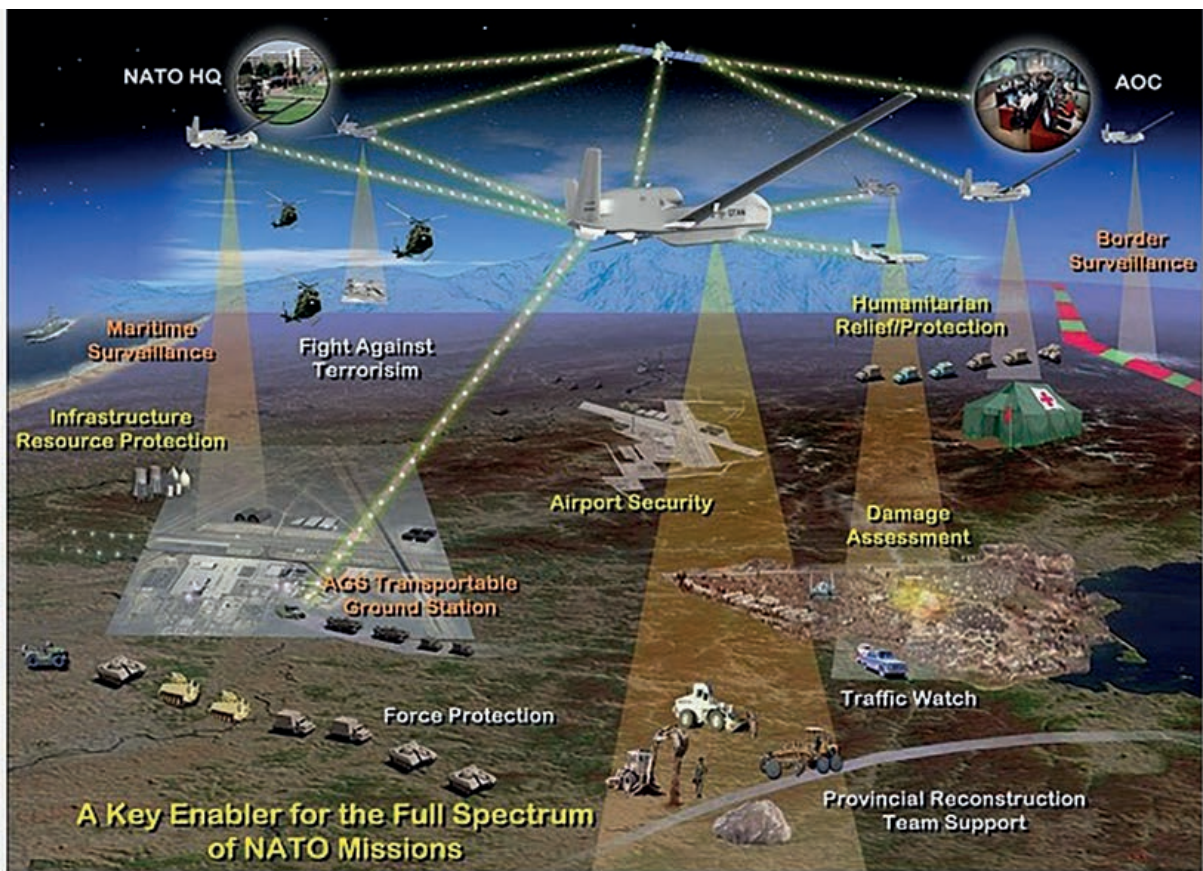 NATO HQ
AOC
Border
Surveillance
Humanitarian
Relief/Protection
Maritime
Surveillance
Fight Against
Terrorisim
Infrastructure
Resource Protection
Airport Security
Damage
Assessment
AGS Transportable
Ground Station
Traffic Watch
Force Protection
Provincial Reconstruction
Team Support
A Key Enabler for the Full Spectrum
of NATO Missions